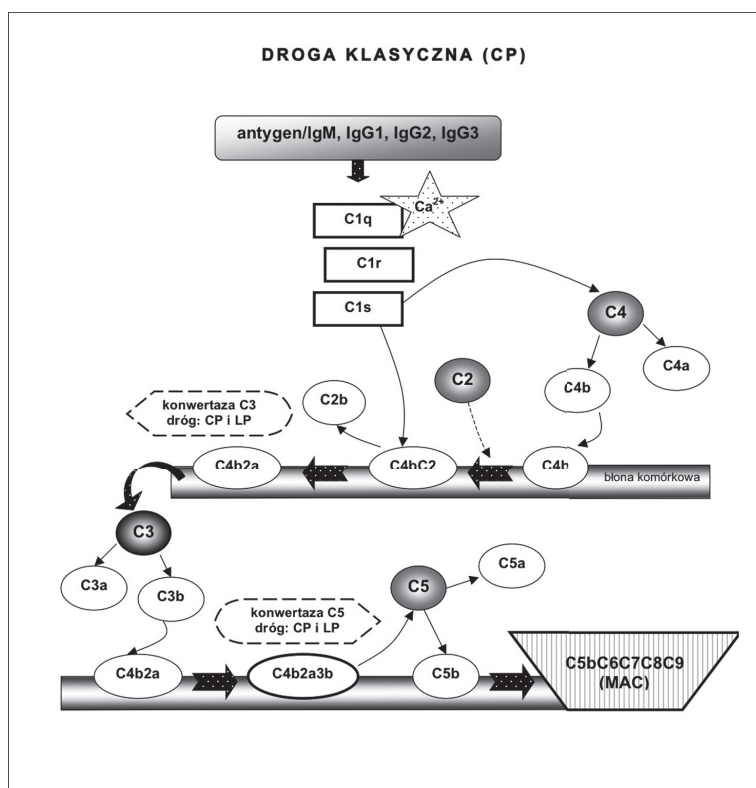 DROGA KLASYCZNA (CP)
antygen/IgM, IgG1, IgG2, IgG3
Ca2+
C1q
C1r
C1s
C4
C4a
C2
C4b
C2b
konwertaza C3
dróg: CP i LP
C4b2a
C4bC2
C4b
błona komórkowa
C3
C3a
C3b
C5
C5a
konwertaza C5
dróg: CP i LP
C4b2a
C4b2a3b
C5b
C5bC6C7C8C9
(MAC)